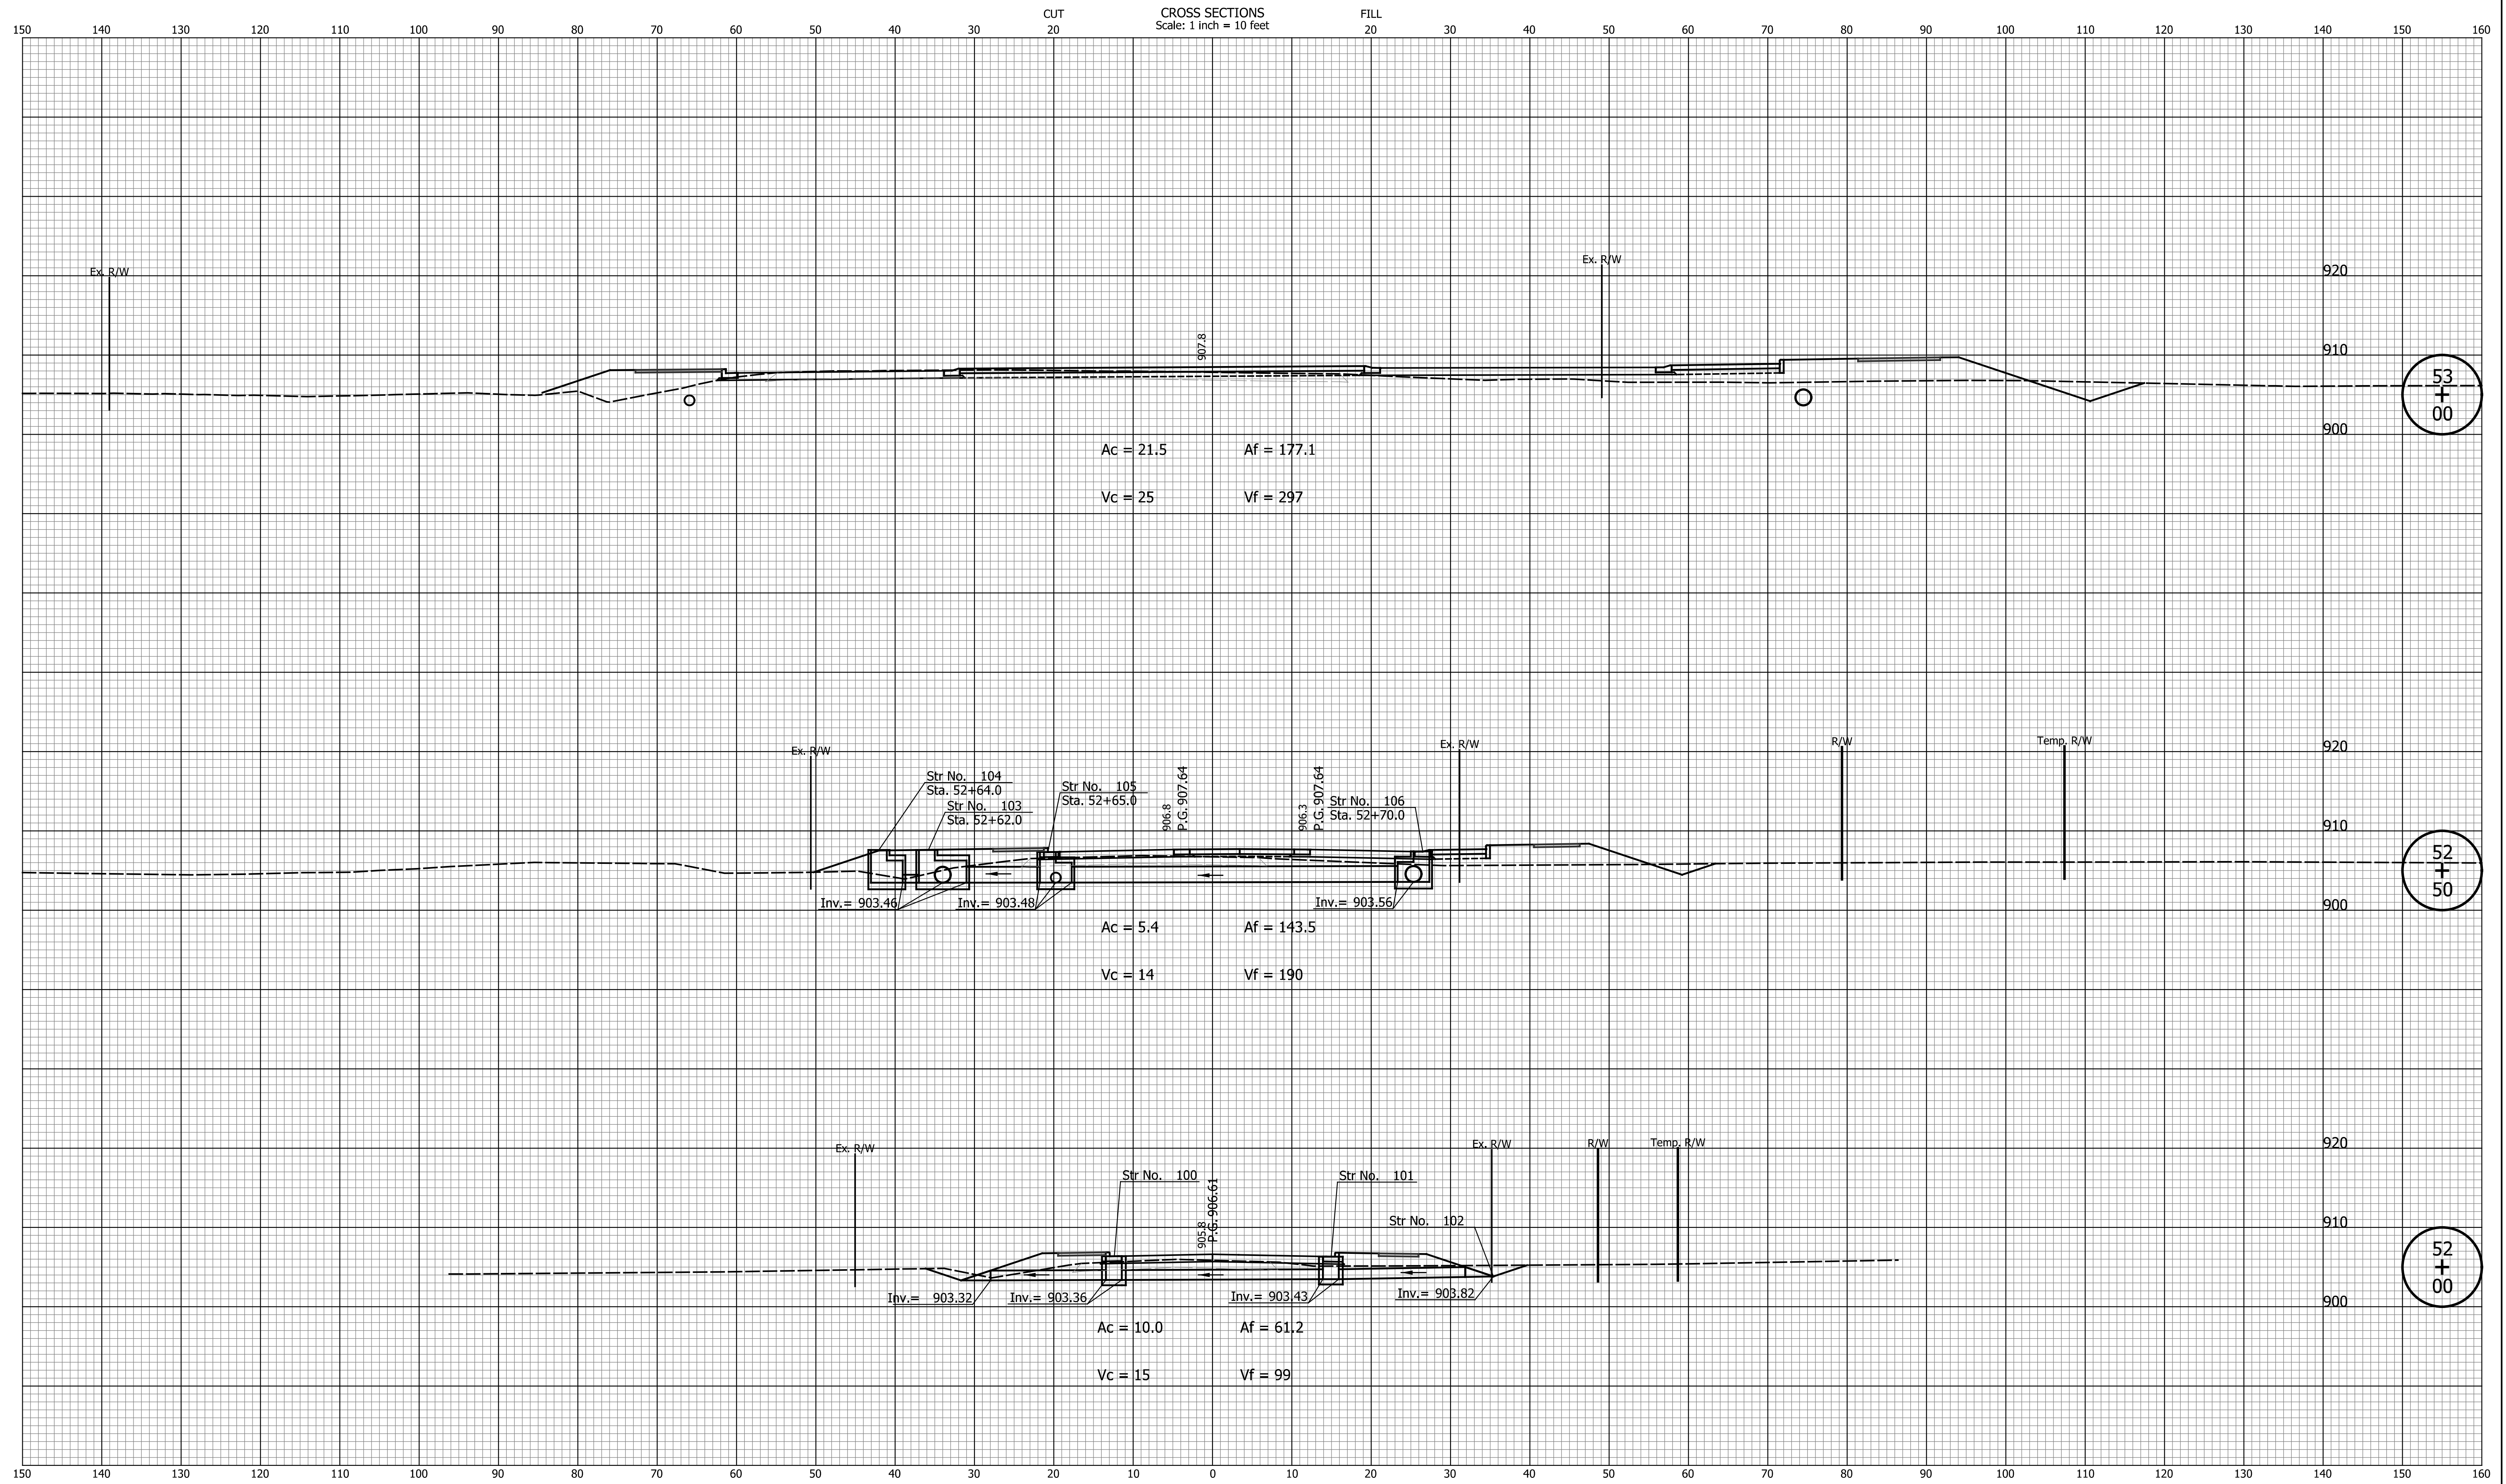 CUT CROSS SECTIONS FILL
Scale: 1 inch = 10 feet
150 140 130 120 110 100 90 80 70 60 50 40 30 20 20 30 40 50 60 70 80 90 100 110 120 130 140 150 160
Ex. R/W
Ex. R/W
920
907.8
910
53
+
00
900
Ac = 21.5 Af = 177.1
Vc = 25 Vf = 297
Ex. R/W
Ex. R/W
R/W
Temp. R/W
920
Str No. 104
Sta. 52+64.0
Str No. 103
Sta. 52+62.0
Str No. 105
Sta. 52+65.0
906.8
P.G. 907.64
906.3
P.G. 907.64
Str No. 106
Sta. 52+70.0
910
52
+
50
Inv.= 903.46
Inv.= 903.48
Inv.= 903.56
900
Ac = 5.4 Af = 143.5
Vc = 14 Vf = 190
Ex. R/W
Ex. R/W
R/W
Temp. R/W
920
Str No. 100
905.8
P.G. 906.61
Str No. 101
Str No. 102
910
52
+
00
Inv.= 903.32
Inv.= 903.36
Inv.= 903.43
Inv.= 903.82
900
Ac = 10.0 Af = 61.2
Vc = 15 Vf = 99
150 140 130 120 110 100 90 80 70 60 50 40 30 20 10 0 10 20 30 40 50 60 70 80 90 100 110 120 130 140 150 160